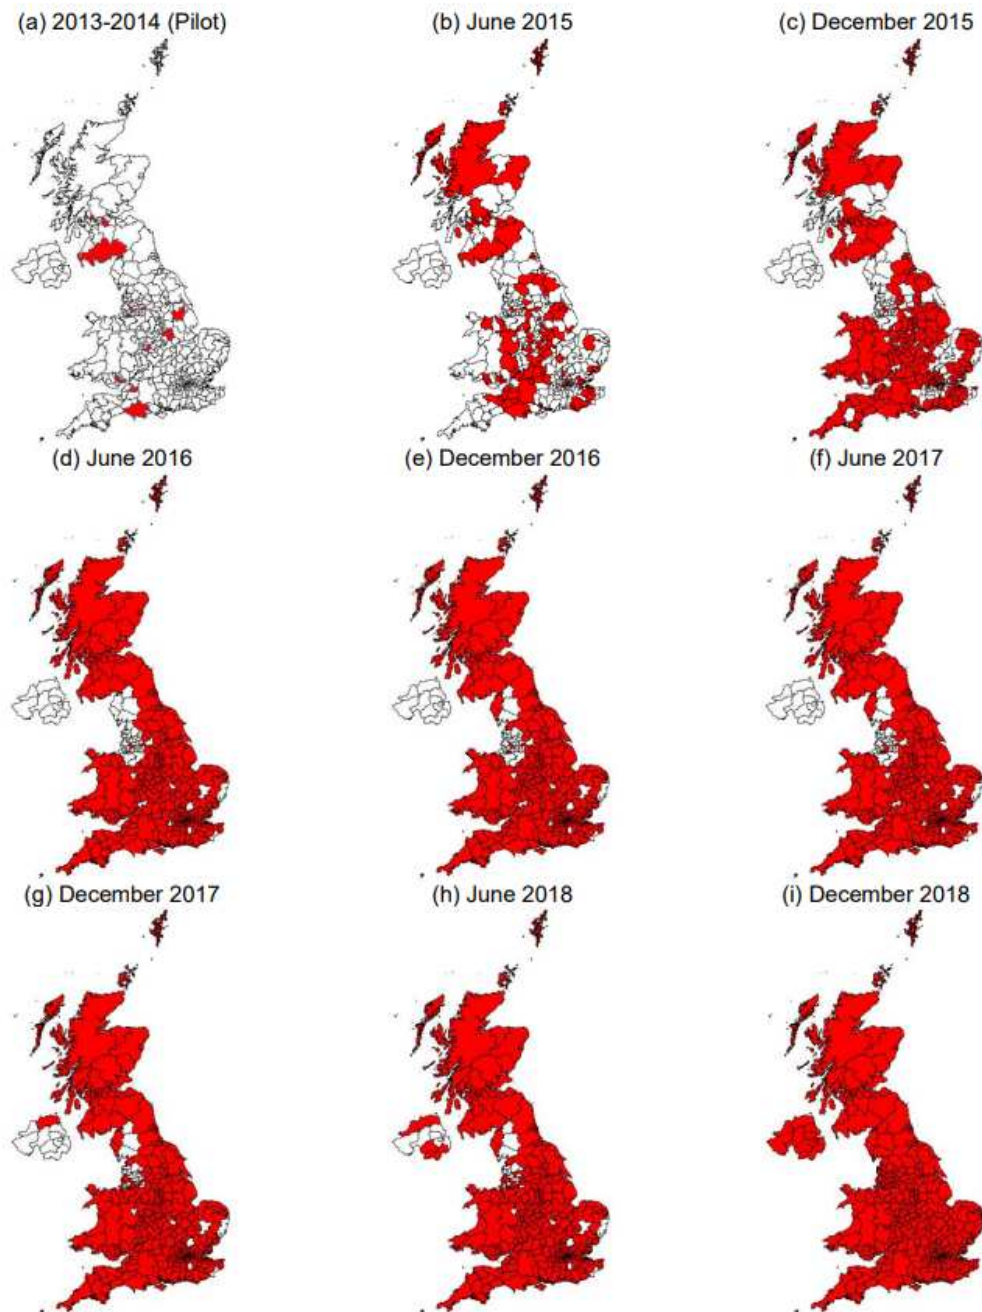 (a) 2013-2014 (Pilot)
(b) June 2015
(c) December 2015
(d) June 2016
(e) December 2016
(f) June 2017
(g) December 2017
(h) June 2018
(i) December 2018